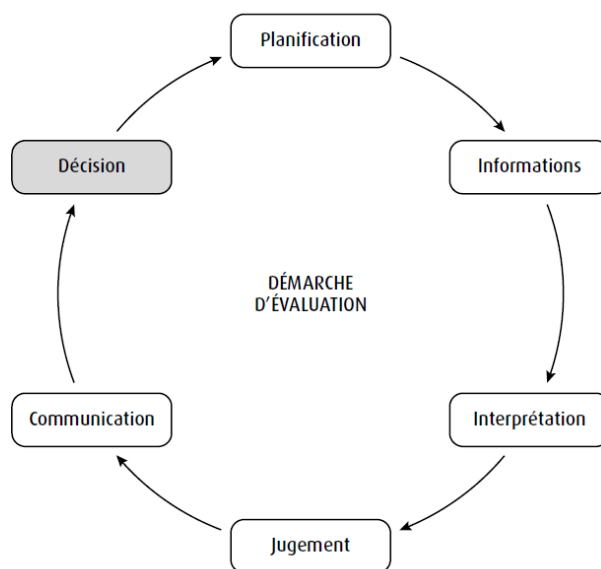 Planification
Décision
Informations
DÉMARCHE
D'ÉVALUATION
Communication
Interprétation
Jugement